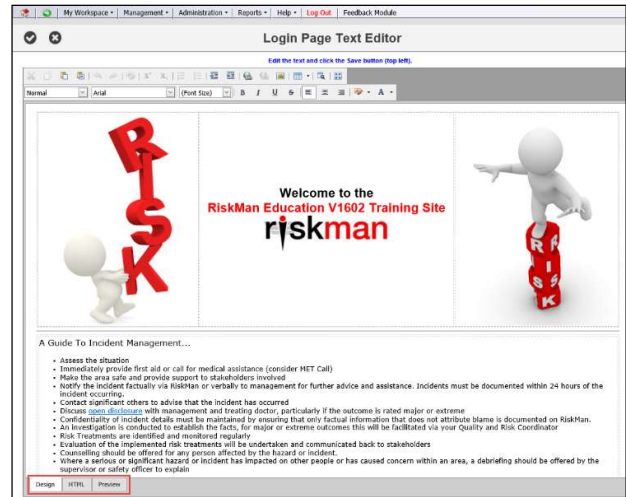 My Workspace Management Administration Reports Help Log Out Feedback Module
Login Page Text Editor
Edit the text and click the Save button (top left).
Normal Arial (Font Size) B I U S
RISK
Welcome to the
RiskMan Education V1602 Training Site
riskman
RISK
A Guide To Incident Management...
• Assess the situation
• Immediately provide first aid or call for medical assistance (consider MET Call)
• Make the area safe and provide support to stakeholders involved
• Notify the incident factually via RiskMan or verbally to management for further advice and assistance. Incidents must be documented within 24 hours of the
incident occurring.
• Contact significant others to advise that the incident has occurred
• Discuss open disclosure with management and treating doctor, particularly if the outcome is rated major or extreme
• Confidentiality of incident details must be maintained by ensuring that only factual information that does not attribute blame is documented on RiskMan.
• An investigation is conducted to establish the facts, for major or extreme outcomes this will be facilitated via your Quality and Risk Coordinator
• Risk Treatments are identified and monitored regularly
• Evaluation of the implemented risk treatments will be undertaken and communicated back to stakeholders
• Counselling should be offered for any person affected by the hazard or incident.
• Where a serious or significant hazard or incident has impacted on other people or has caused concern within an area, a debriefing should be offered by the
supervisor or safety officer to explain
Design HTML Preview